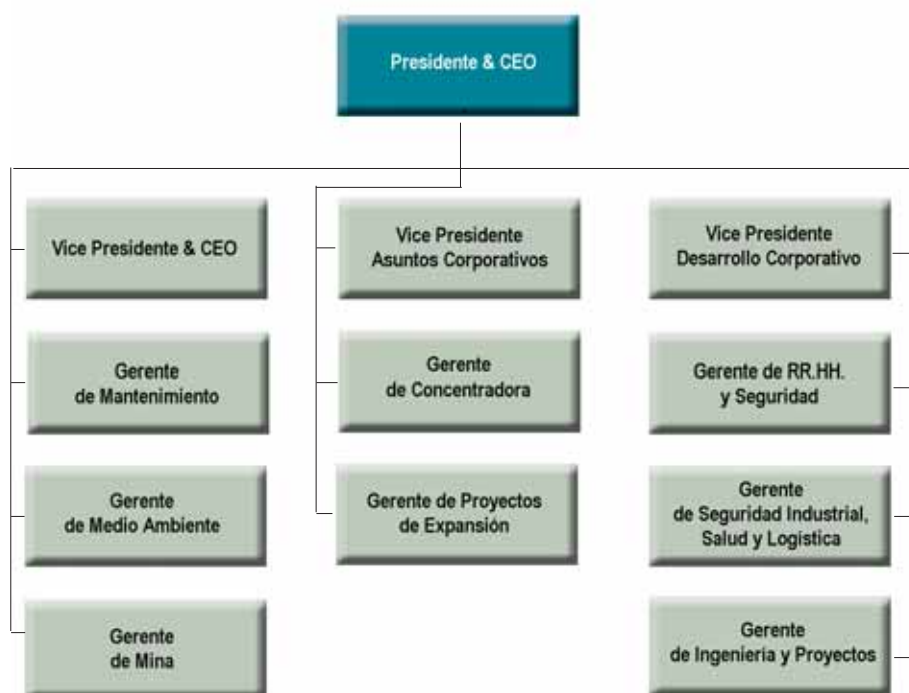 Presidente & CEO
Vice Presidente & CEO
Vice Presidente
Asuntos Corporativos
Vice Presidente
Desarrollo Corporativo
Gerente
de Mantenimiento
Gerente
de Concentradora
Gerente de RR.HH.
y Seguridad
Gerente
de Medio Ambiente
Gerente de Proyectos
de Expansión
Gerente
de Seguridad Industrial,
Salud y Logística
Gerente
de Mina
Gerente
de Ingenieria y Proyectos